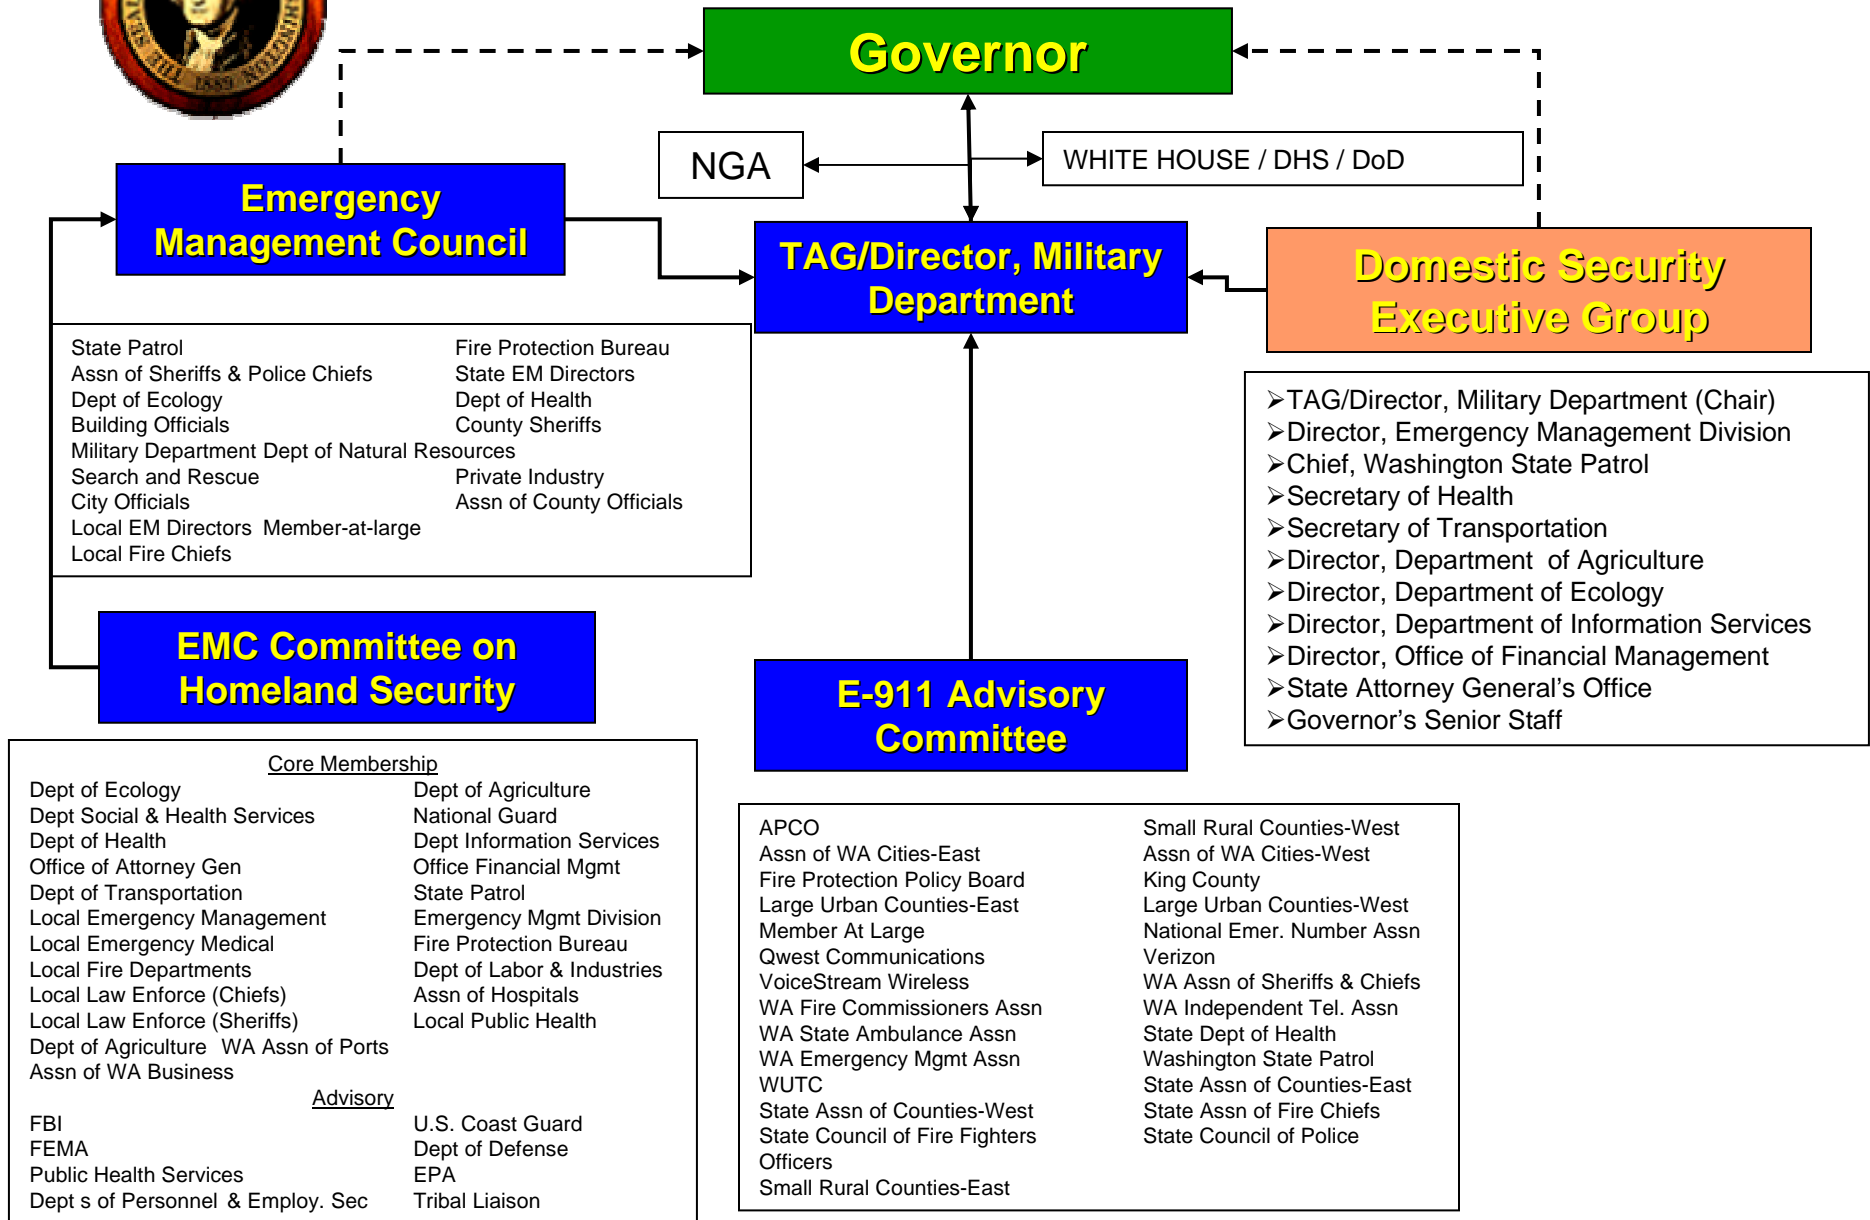 THE SEAL
1889
Governor
NGA
WHITE HOUSE / DHS / DoD
Emergency
Management Council
TAG/Director, Military
Department
Domestic Security
Executive Group
State Patrol Fire Protection Bureau
Assn of Sheriffs & Police Chiefs State EM Directors
Dept of Ecology Dept of Health
Building Officials County Sheriffs
Military Department Dept of Natural Resources
Search and Rescue Private Industry
City Officials Assn of County Officials
Local EM Directors Member-at-large
Local Fire Chiefs
➢TAG/Director, Military Department (Chair)
➢Director, Emergency Management Division
➢Chief, Washington State Patrol
➢Secretary of Health
➢Secretary of Transportation
➢Director, Department of Agriculture
➢Director, Department of Ecology
➢Director, Department of Information Services
➢Director, Office of Financial Management
➢State Attorney General’s Office
➢Governor’s Senior Staff
EMC Committee on
Homeland Security
E-911 Advisory
Committee
Core Membership
Dept of Ecology Dept of Agriculture
Dept Social & Health Services National Guard
Dept of Health Dept Information Services
Office of Attorney Gen Office Financial Mgmt
Dept of Transportation State Patrol
Local Emergency Management Emergency Mgmt Division
Local Emergency Medical Fire Protection Bureau
Local Fire Departments Dept of Labor & Industries
Local Law Enforce (Chiefs) Assn of Hospitals
Local Law Enforce (Sheriffs) Local Public Health
Dept of Agriculture WA Assn of Ports
Assn of WA Business
Advisory
FBI U.S. Coast Guard
FEMA Dept of Defense
Public Health Services EPA
Dept s of Personnel & Employ. Sec Tribal Liaison
APCO Small Rural Counties-West
Assn of WA Cities-East Assn of WA Cities-West
Fire Protection Policy Board King County
Large Urban Counties-East Large Urban Counties-West
Member At Large National Emer. Number Assn
Qwest Communications Verizon
VoiceStream Wireless WA Assn of Sheriffs & Chiefs
WA Fire Commissioners Assn WA Independent Tel. Assn
WA State Ambulance Assn State Dept of Health
WA Emergency Mgmt Assn Washington State Patrol
WUTC State Assn of Counties-East
State Assn of Counties-West State Assn of Fire Chiefs
State Council of Fire Fighters State Council of Police
Officers
Small Rural Counties-East